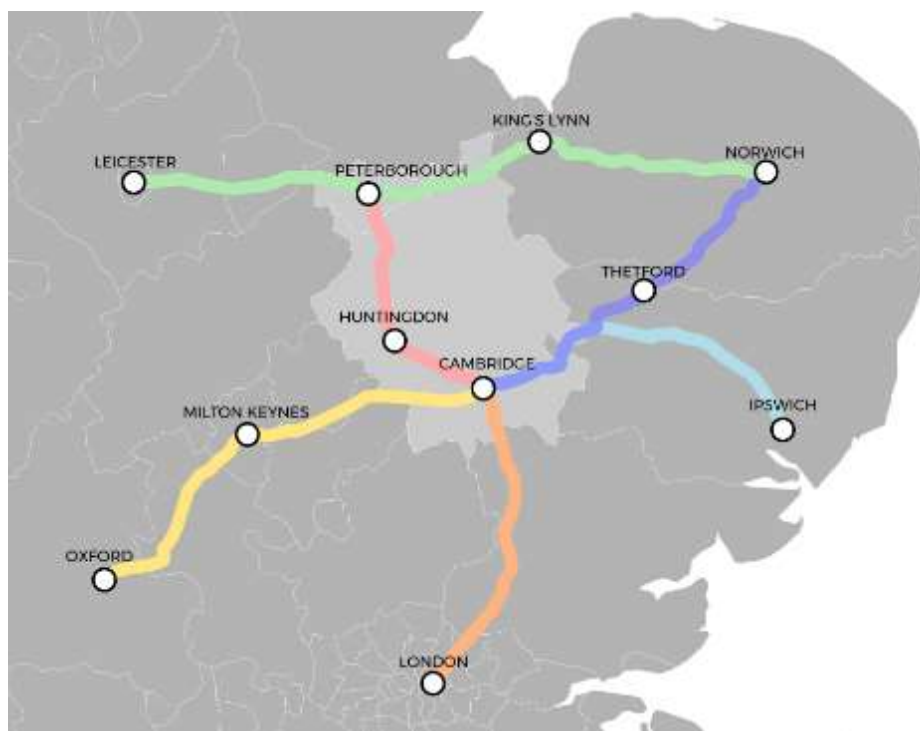 KING'S LYNN
LEICESTER
PETERBOROUGH
NORWICH
THETFORD
HUNTINGDON
CAMBRIDGE
MILTON KEYNES
IPSWICH
OXFORD
LONDON